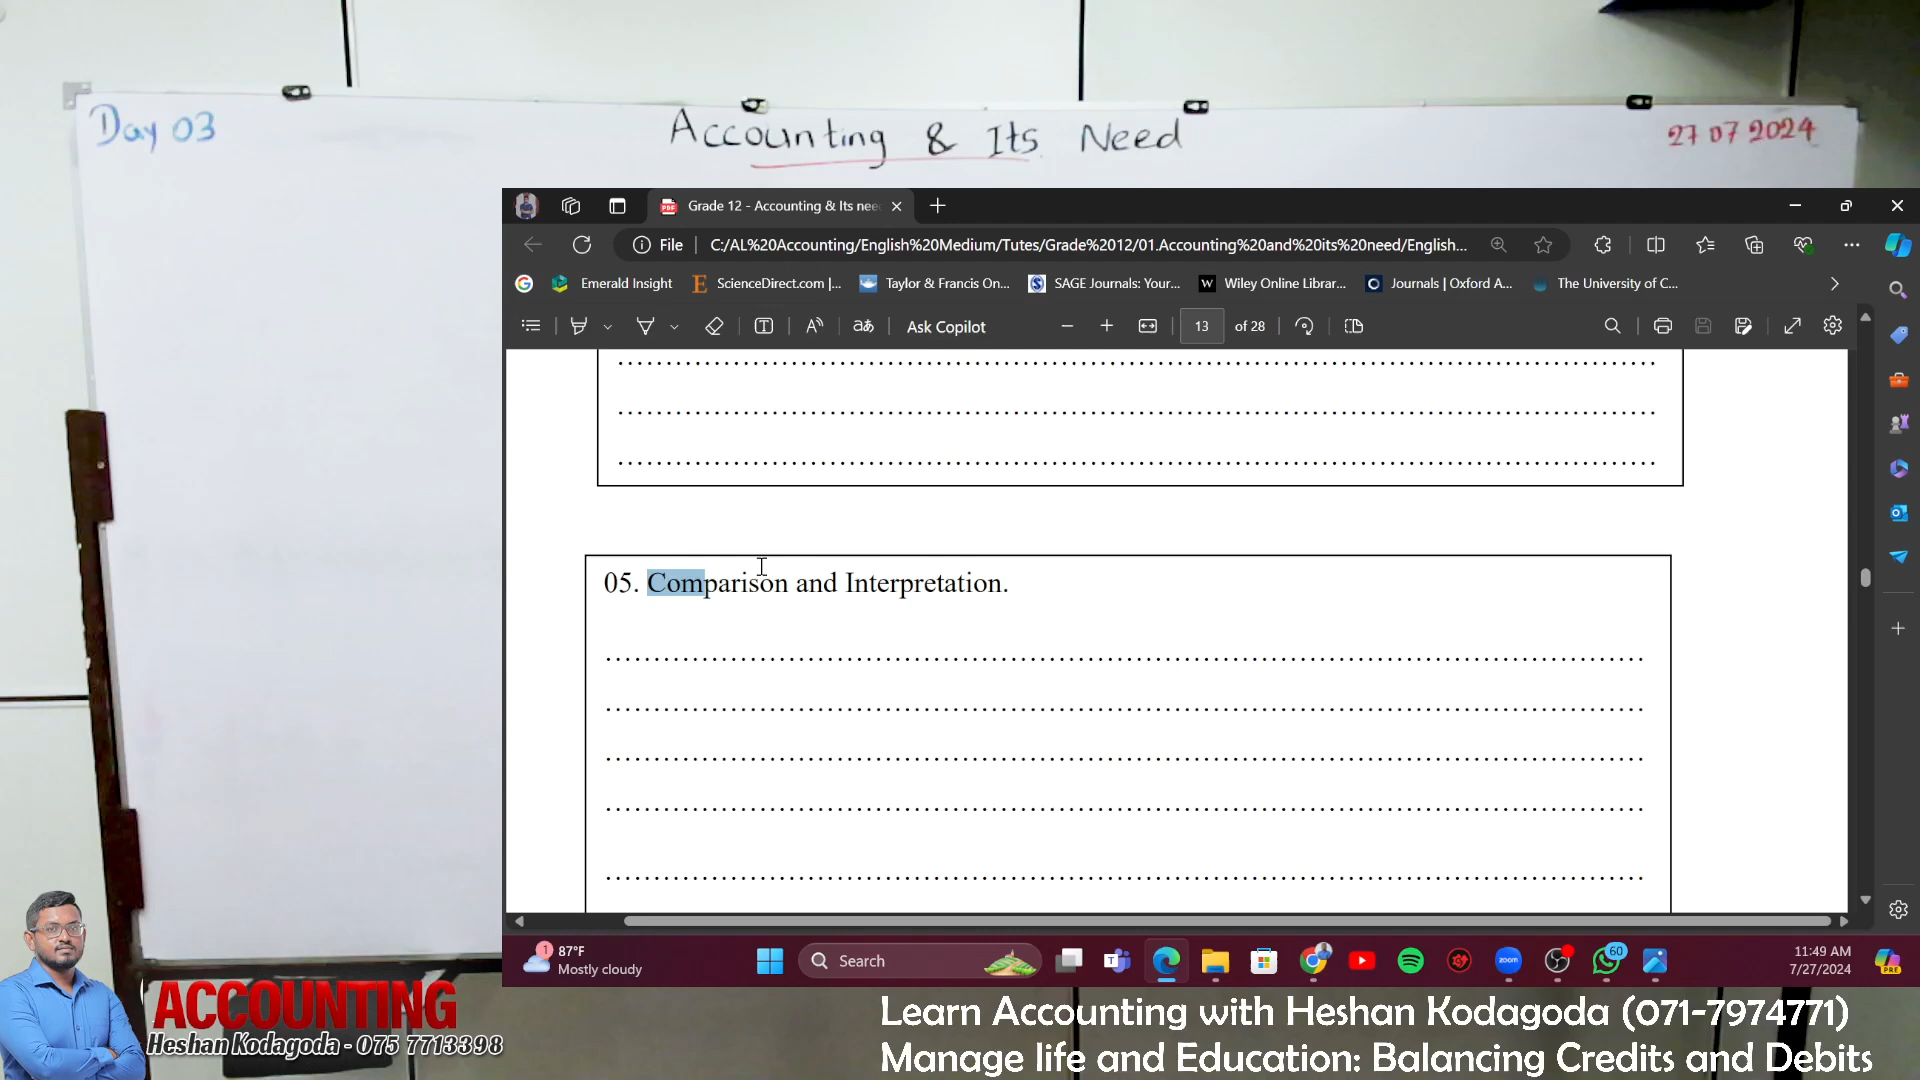 Day 03
Accounting & Its Need
27 07 2024
Grade 12 - Accounting & Its nee
File
C:/AL%20Accounting/English%20Medium/Tutes/Grade%2012/01.Accounting%20and%20its%20need/English...
Emerald Insight
ScienceDirect.com |...
Taylor & Francis On...
SAGE Journals: Your...
Wiley Online Librar...
Journals | Oxford A...
The University of C...
Ask Copilot
13 of 28
05. Comparison and Interpretation.
87°F
Mostly cloudy
Search
zoom
60
11:49 AM
7/27/2024
ACCOUNTING
Heshan Kodagoda - 075 7713398
Learn Accounting with Heshan Kodagoda (071-7974771)
Manage life and Education: Balancing Credits and Debits